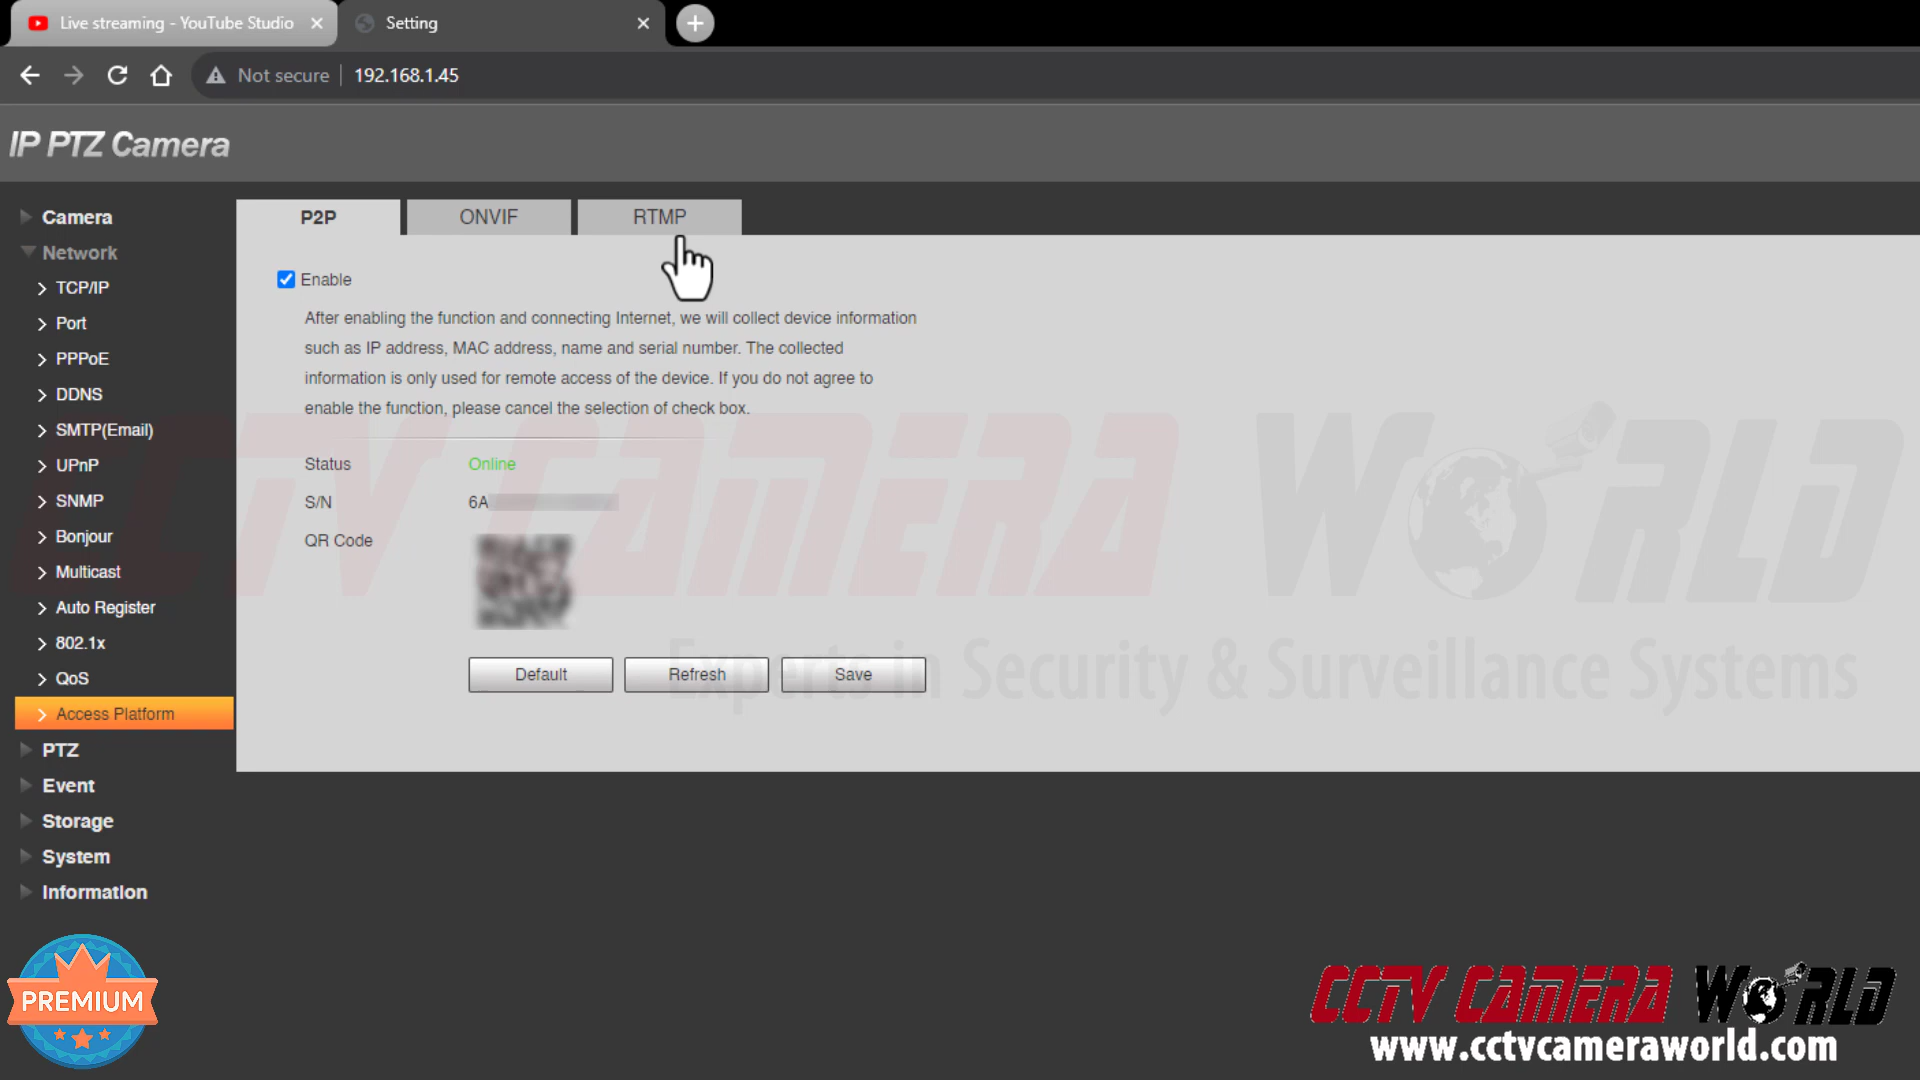 Live streaming - YouTube Studio
Setting
Not secure
192.168.1.45
IP PTZ Camera
Camera
Network
TCP/IP
Port
PPPoE
DDNS
SMTP(Email)
UPnP
SNMP
Bonjour
Multicast
Auto Register
802.1x
QoS
Access Platform
PTZ
Event
Storage
System
Information
P2P
ONVIF
RTMP
Enable
After enabling the function and connecting Internet, we will collect device information
such as IP address, MAC address, name and serial number. The collected
information is only used for remote access of the device. If you do not agree to
enable the function, please cancel the selection of check box.
Status Online
S/N 6A
QR Code
Default Refresh Save
CCTV CAMERA WORLD
Experts in Security & Surveillance Systems
PREMIUM
CCTV CAMERA WORLD
www.cctvcameraworld.com